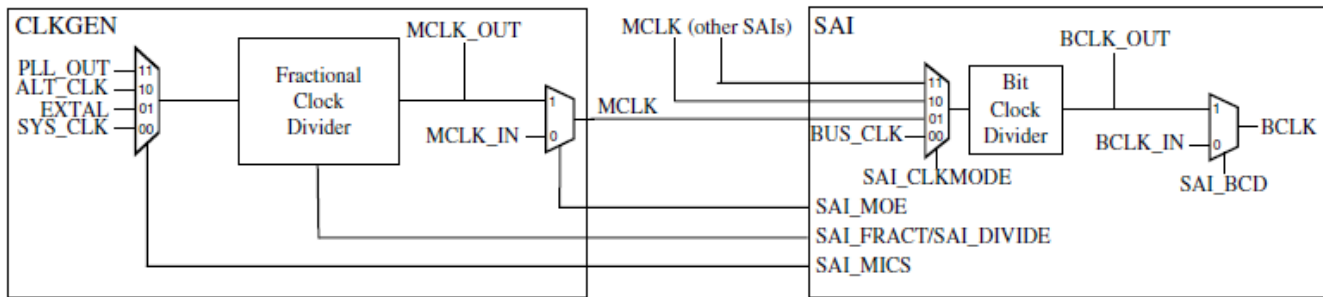 CLKGEN
MCLK_OUT
MCLK (other SAIs)
SAI
BCLK_OUT
PLL_OUT
11
ALT_CLK
10
EXTAL
01
SYS_CLK
00
Fractional
Clock
Divider
1
MCLK_IN
0
MCLK
11
10
01
BUS_CLK
00
Bit
Clock
Divider
1
BCLK_IN
0
BCLK
SAI_CLKMODE
SAI_BCD
SAI_MOE
SAI_FRACT/SAI_DIVIDE
SAI_MICS